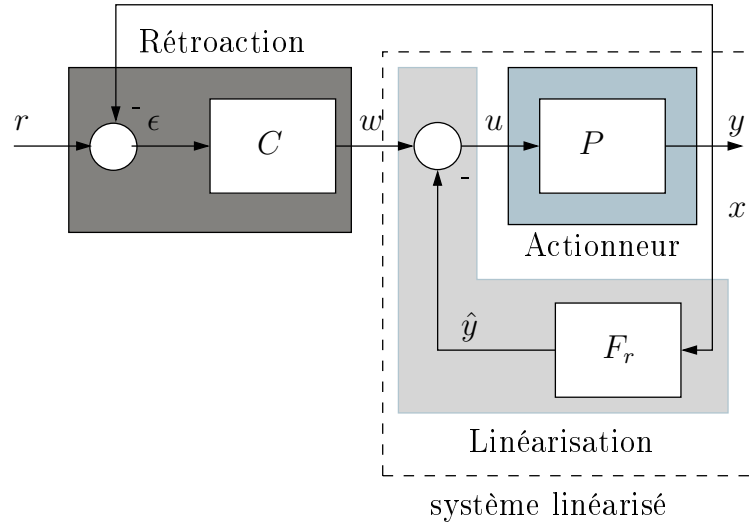 Rétroaction
r
-
ϵ
C
w
-
u
P
y
x
Actionneur
ŷ
F_r
Linéarisation
système linéarisé